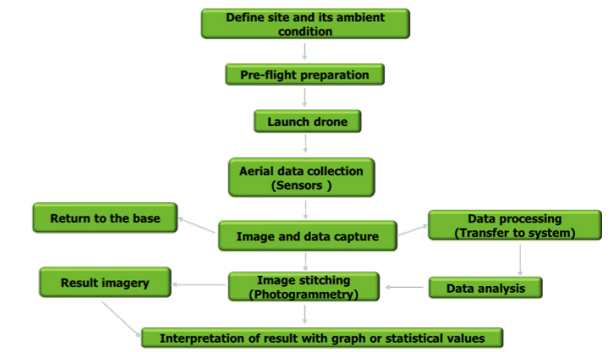 Define site and its ambient
condition
Pre-flight preparation
Launch drone
Aerial data collection
(Sensors )
Return to the base
Image and data capture
Data processing
(Transfer to system)
Result imagery
Image stitching
(Photogrammetry)
Data analysis
Interpretation of result with graph or statistical values